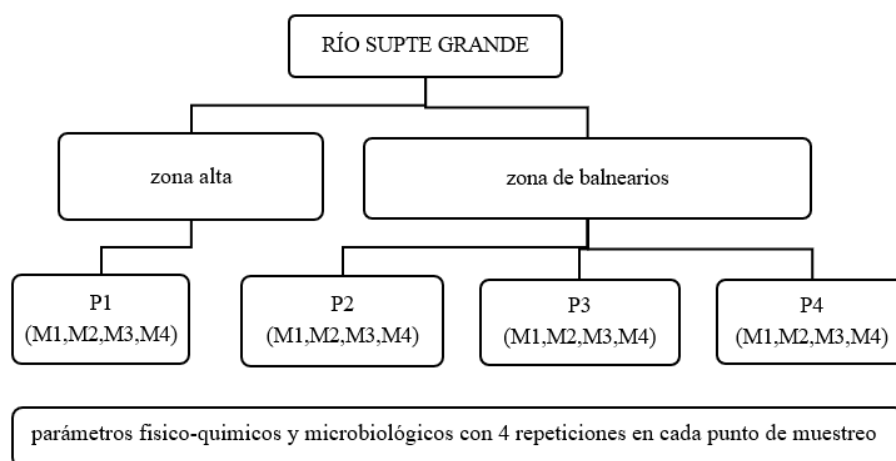 RÍO SUPTE GRANDE
zona alta
zona de balnearios
P1
(M1,M2,M3,M4)
P2
(M1,M2,M3,M4)
P3
(M1,M2,M3,M4)
P4
(M1,M2,M3,M4)
parámetros fisico-quimicos y microbiológicos con 4 repeticiones en cada punto de muestreo